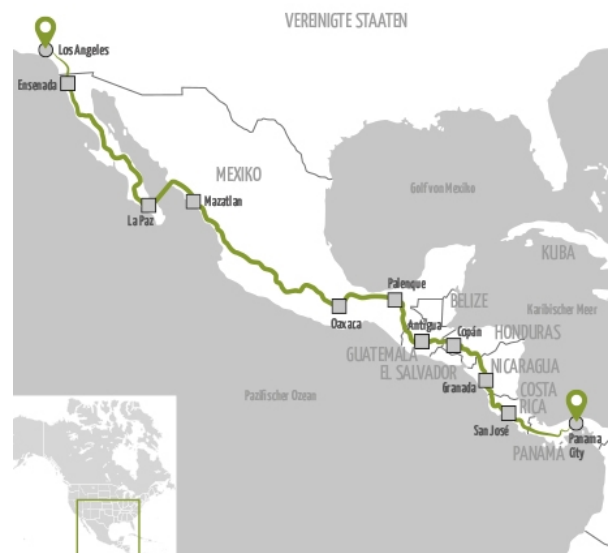 VEREINIGTE STAATEN
Los Angeles
Ensenada
MEXIKO
Golf von Mexiko
La Paz
Mazatlan
KUBA
Palenque
BELIZE
Karibischer Meer
Oaxaca
Antigua
Copán
HONDURAS
GUATEMALA
EL SALVADOR
NICARAGUA
Granada
COSTA
RICA
Pazifischer Ozean
San José
PANAMÁ
Panama
City